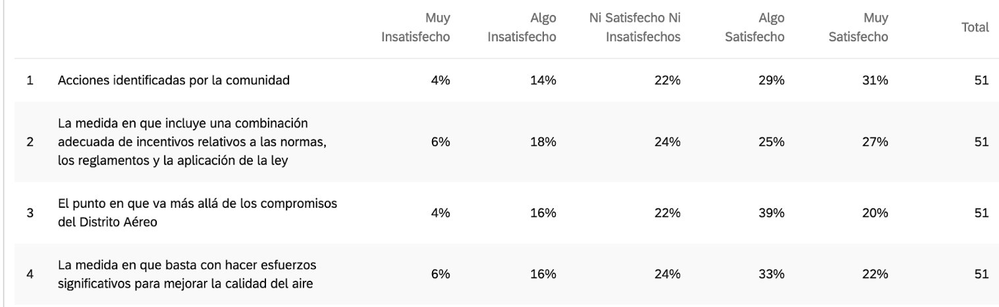 Muy Insatisfecho Algo Insatisfecho Ni Satisfecho Ni Insatisfechos Algo Satisfecho Muy Satisfecho Total
1 Acciones identificadas por la comunidad 4% 14% 22% 29% 31% 51
2 La medida en que incluye una combinación
adecuada de incentivos relativos a las normas,
los reglamentos y la aplicación de la ley 6% 18% 24% 25% 27% 51
3 El punto en que va más allá de los compromisos
del Distrito Aéreo 4% 16% 22% 39% 20% 51
4 La medida en que basta con hacer esfuerzos
significativos para mejorar la calidad del aire 6% 16% 24% 33% 22% 51